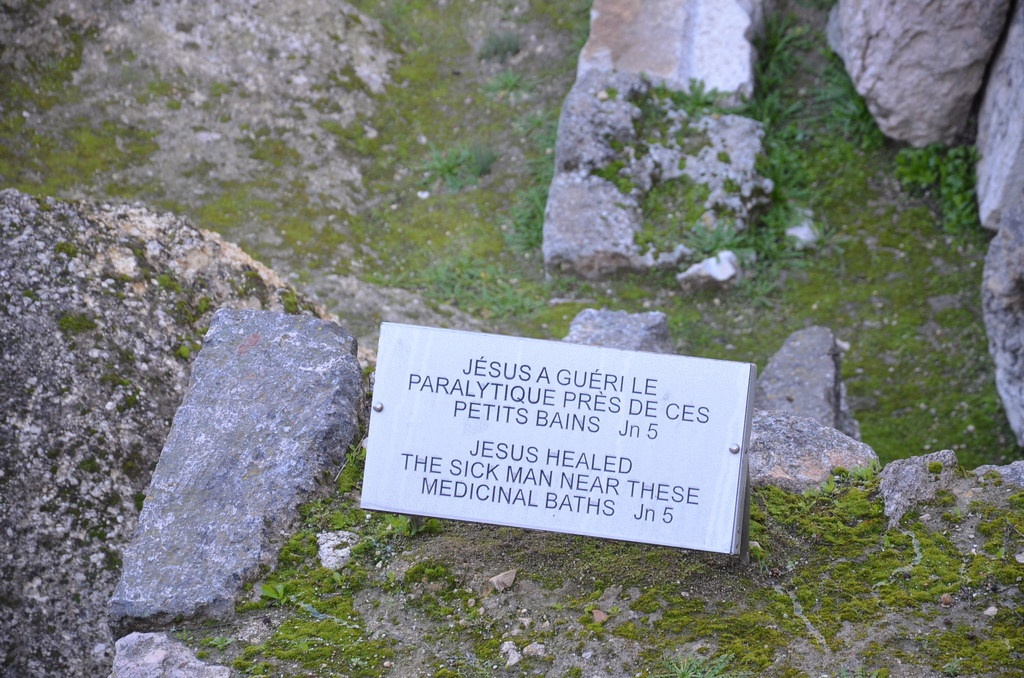 JÉSUS A GUÉRI LE
PARALYTIQUE PRÈS DE CES
PETITS BAINS Jn 5
JESUS HEALED
THE SICK MAN NEAR THESE
MEDICINAL BATHS Jn 5